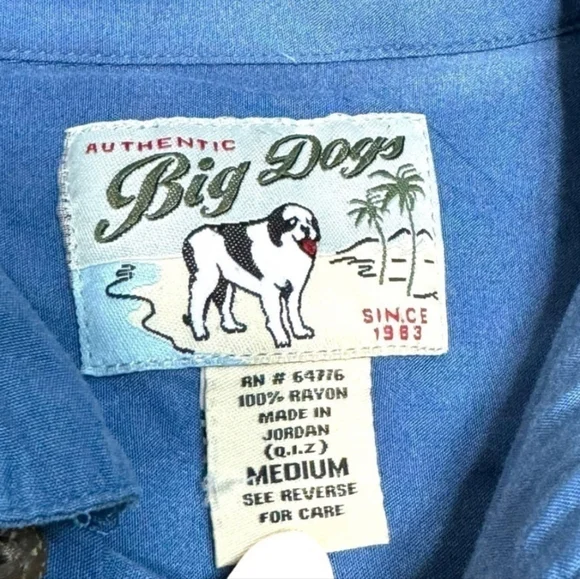 AUTHENTIC
Big Dogs
SINCE
1983
RN # 64776
100% RAYON
MADE IN
JORDAN
(Q.I.Z)
MEDIUM
SEE REVERSE
FOR CARE